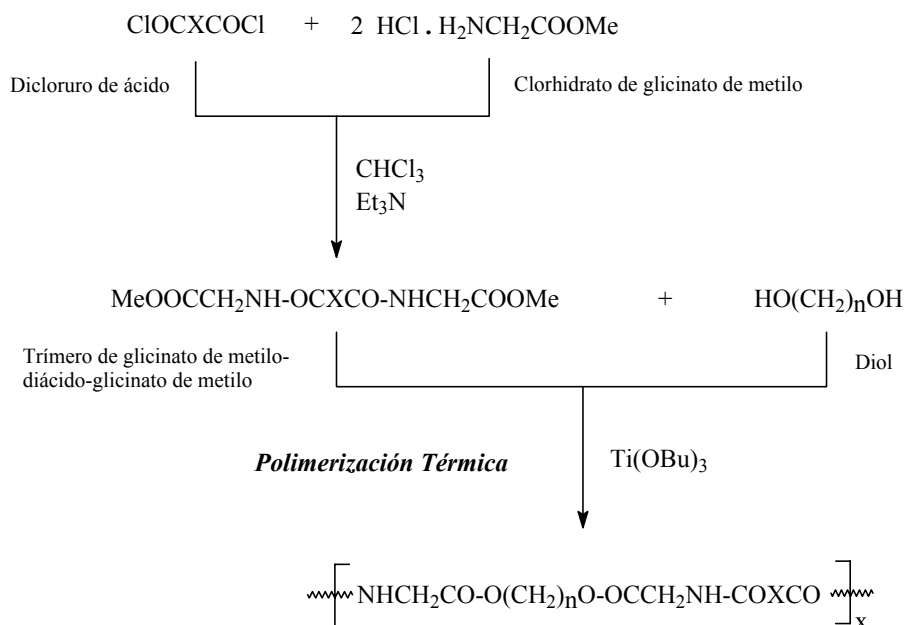 ClOCXCOCl + 2 HCl . H₂NCH₂COOMe
Dicloruro de ácido
Clorhidrato de glicinato de metilo
CHCl₃
Et₃N
MeOOCCH₂NH-OCXCO-NHCH₂COOMe + HO(CH₂)nOH
Trímero de glicinato de metilo-
diácido-glicinato de metilo
Diol
Polimerización Térmica
Ti(OBu)₃
NHCH₂CO-O(CH₂)nO-OCCH₂NH-COXCO
x